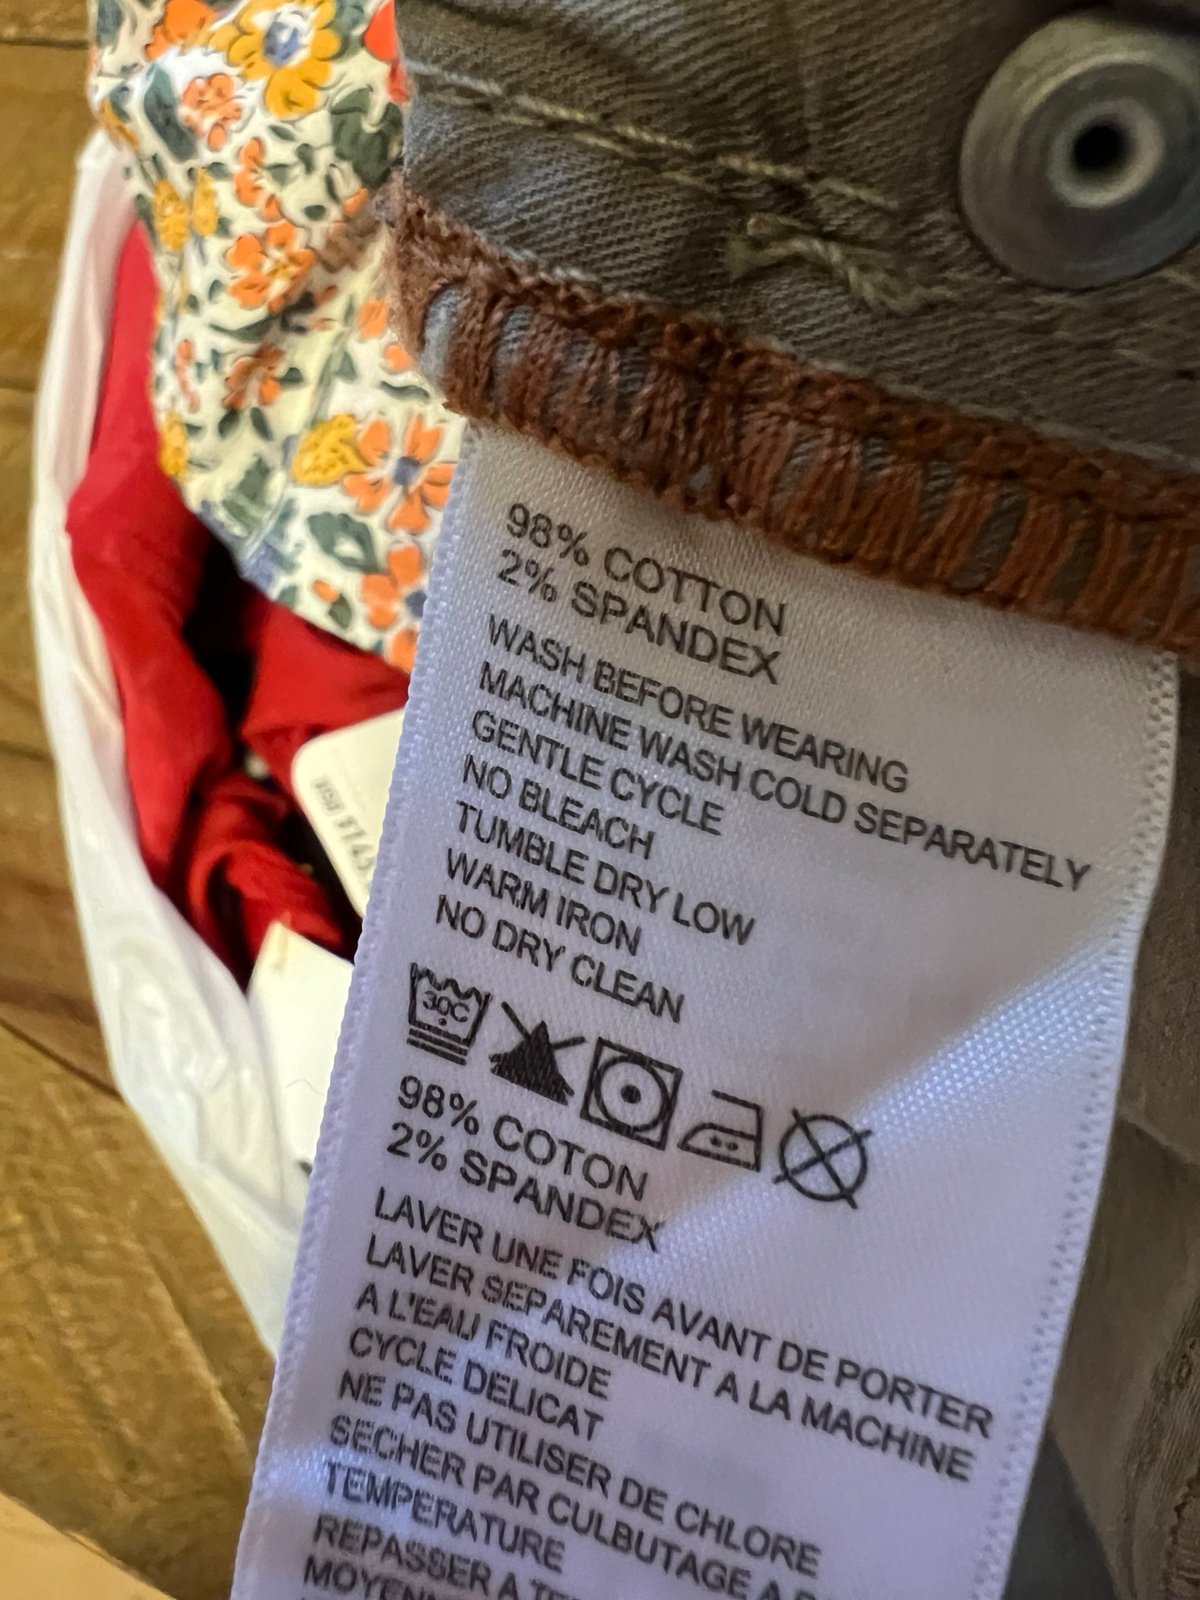 98% COTTON
2% SPANDEX
WASH BEFORE WEARING
MACHINE WASH COLD SEPARATELY
GENTLE CYCLE
NO BLEACH
TUMBLE DRY LOW
WARM IRON
NO DRY CLEAN
30C
98% COTON
2% SPANDEX
LAVER UNE FOIS AVANT DE PORTER
LAVER SEPAREMENT A LA MACHINE
A L'EAU FROIDE
CYCLE DELICAT
NE PAS UTILISER DE CHLORE
SECHER PAR CULBUTAGE A
TEMPERATURE
REPASSER A